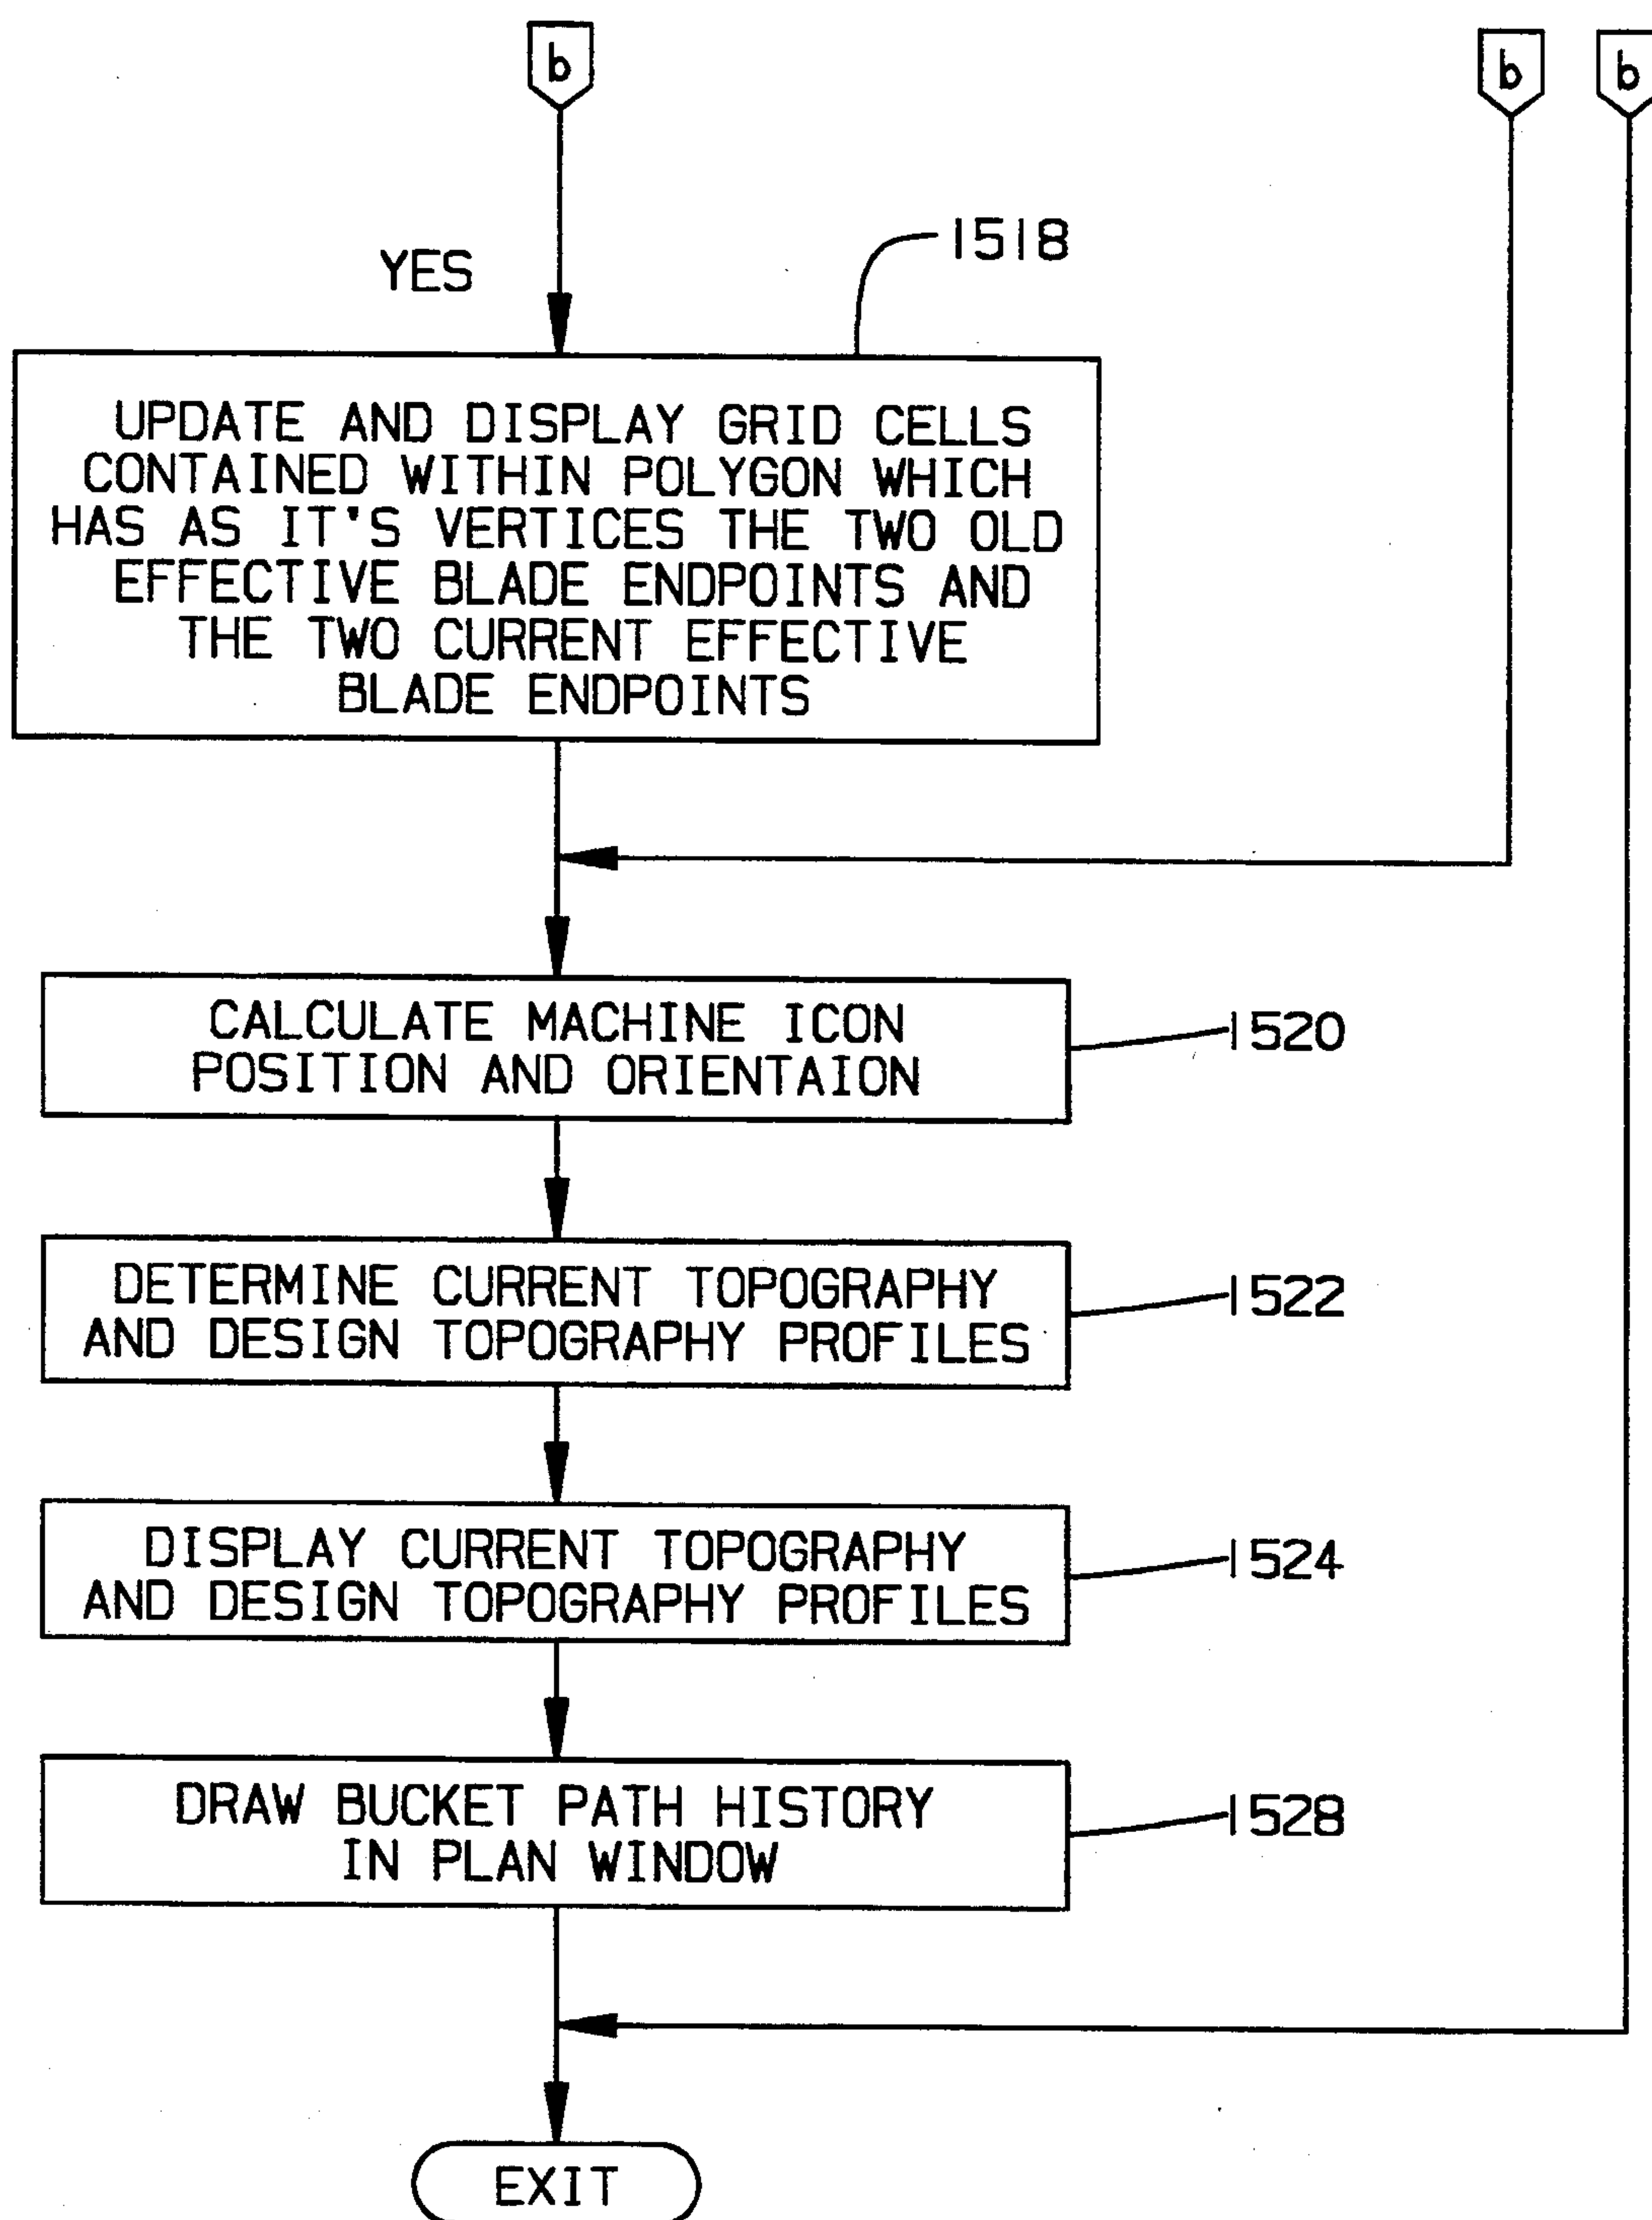 b
b
b
YES
1518
UPDATE AND DISPLAY GRID CELLS
CONTAINED WITHIN POLYGON WHICH
HAS AS IT'S VERTICES THE TWO OLD
EFFECTIVE BLADE ENDPOINTS AND
THE TWO CURRENT EFFECTIVE
BLADE ENDPOINTS
CALCULATE MACHINE ICON
POSITION AND ORIENTAION
1520
DETERMINE CURRENT TOPOGRAPHY
AND DESIGN TOPOGRAPHY PROFILES
1522
DISPLAY CURRENT TOPOGRAPHY
AND DESIGN TOPOGRAPHY PROFILES
1524
DRAW BUCKET PATH HISTORY
IN PLAN WINDOW
1528
EXIT